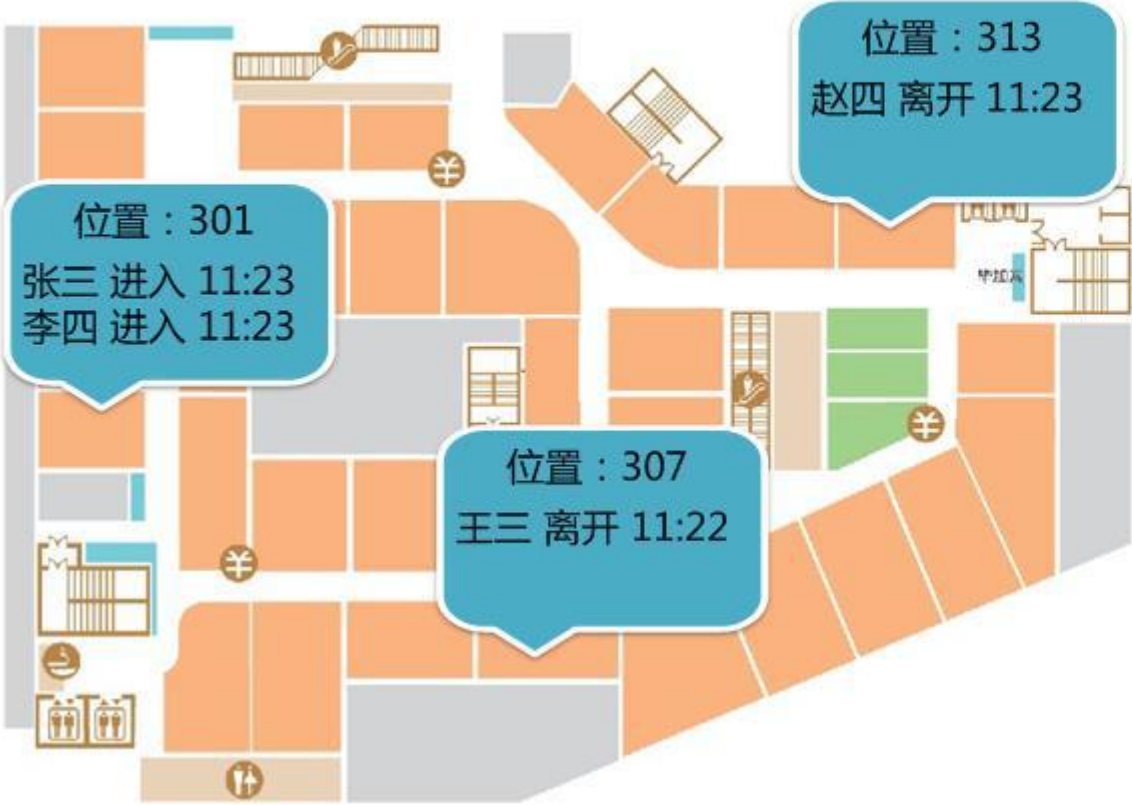 位置：313
赵四 离开 11:23
位置：301
张三 进入 11:23
李四 进入 11:23
位置：307
王三 离开 11:22
¥
¥
¥